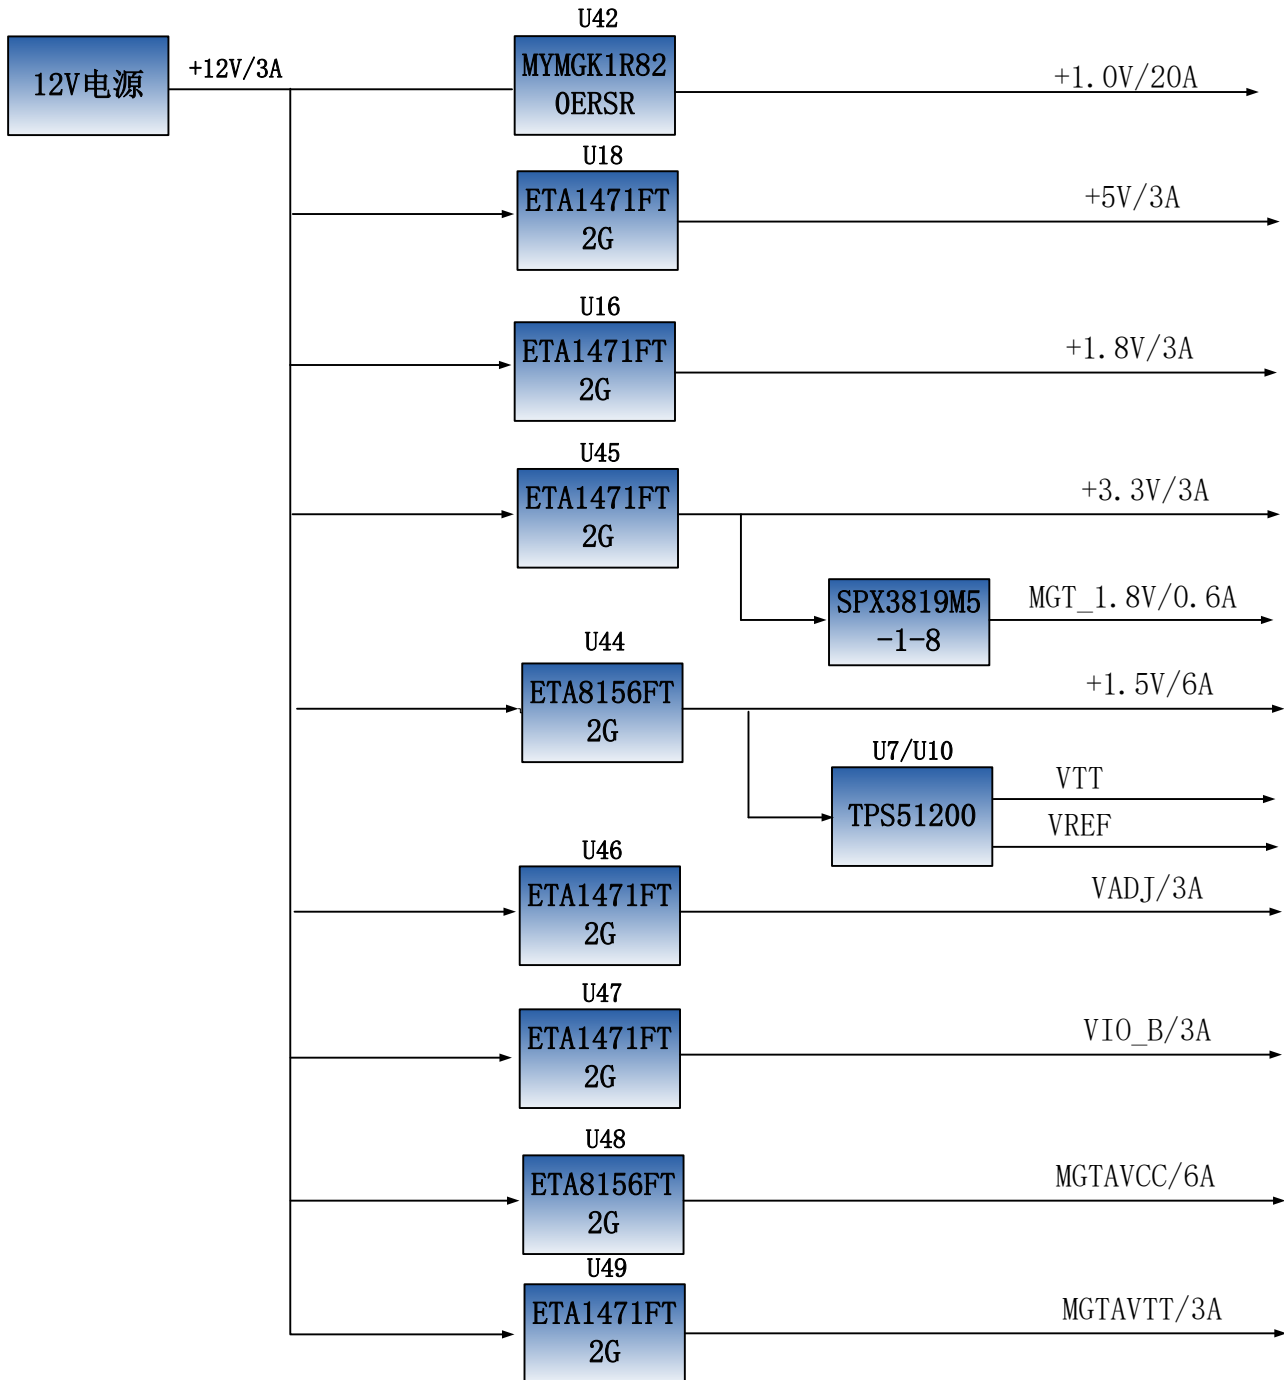 U42
12V电源
+12V/3A
MYMGK1R82
0ERSR
+1.0V/20A
U18
ETA1471FT
2G
+5V/3A
U16
ETA1471FT
2G
+1.8V/3A
U45
ETA1471FT
2G
+3.3V/3A
SPX3819M5
-1-8
MGT_1.8V/0.6A
U44
ETA8156FT
2G
+1.5V/6A
U7/U10
TPS51200
VTT
VREF
U46
ETA1471FT
2G
VADJ/3A
U47
ETA1471FT
2G
VIO_B/3A
U48
ETA8156FT
2G
MGTAVCC/6A
U49
ETA1471FT
2G
MGTAVTT/3A